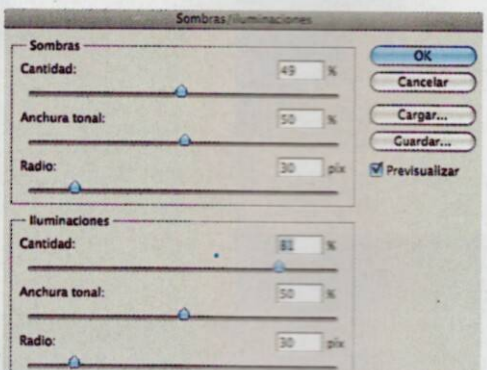 Sombras/iluminaciones
Sombras
Cantidad: 49 %
Anchura tonal: 50 %
Radio: 30 pix
OK
Cancelar
Cargar...
Guardar...
Previsualizar
Iluminaciones
Cantidad: 81 %
Anchura tonal: 50 %
Radio: 30 pix